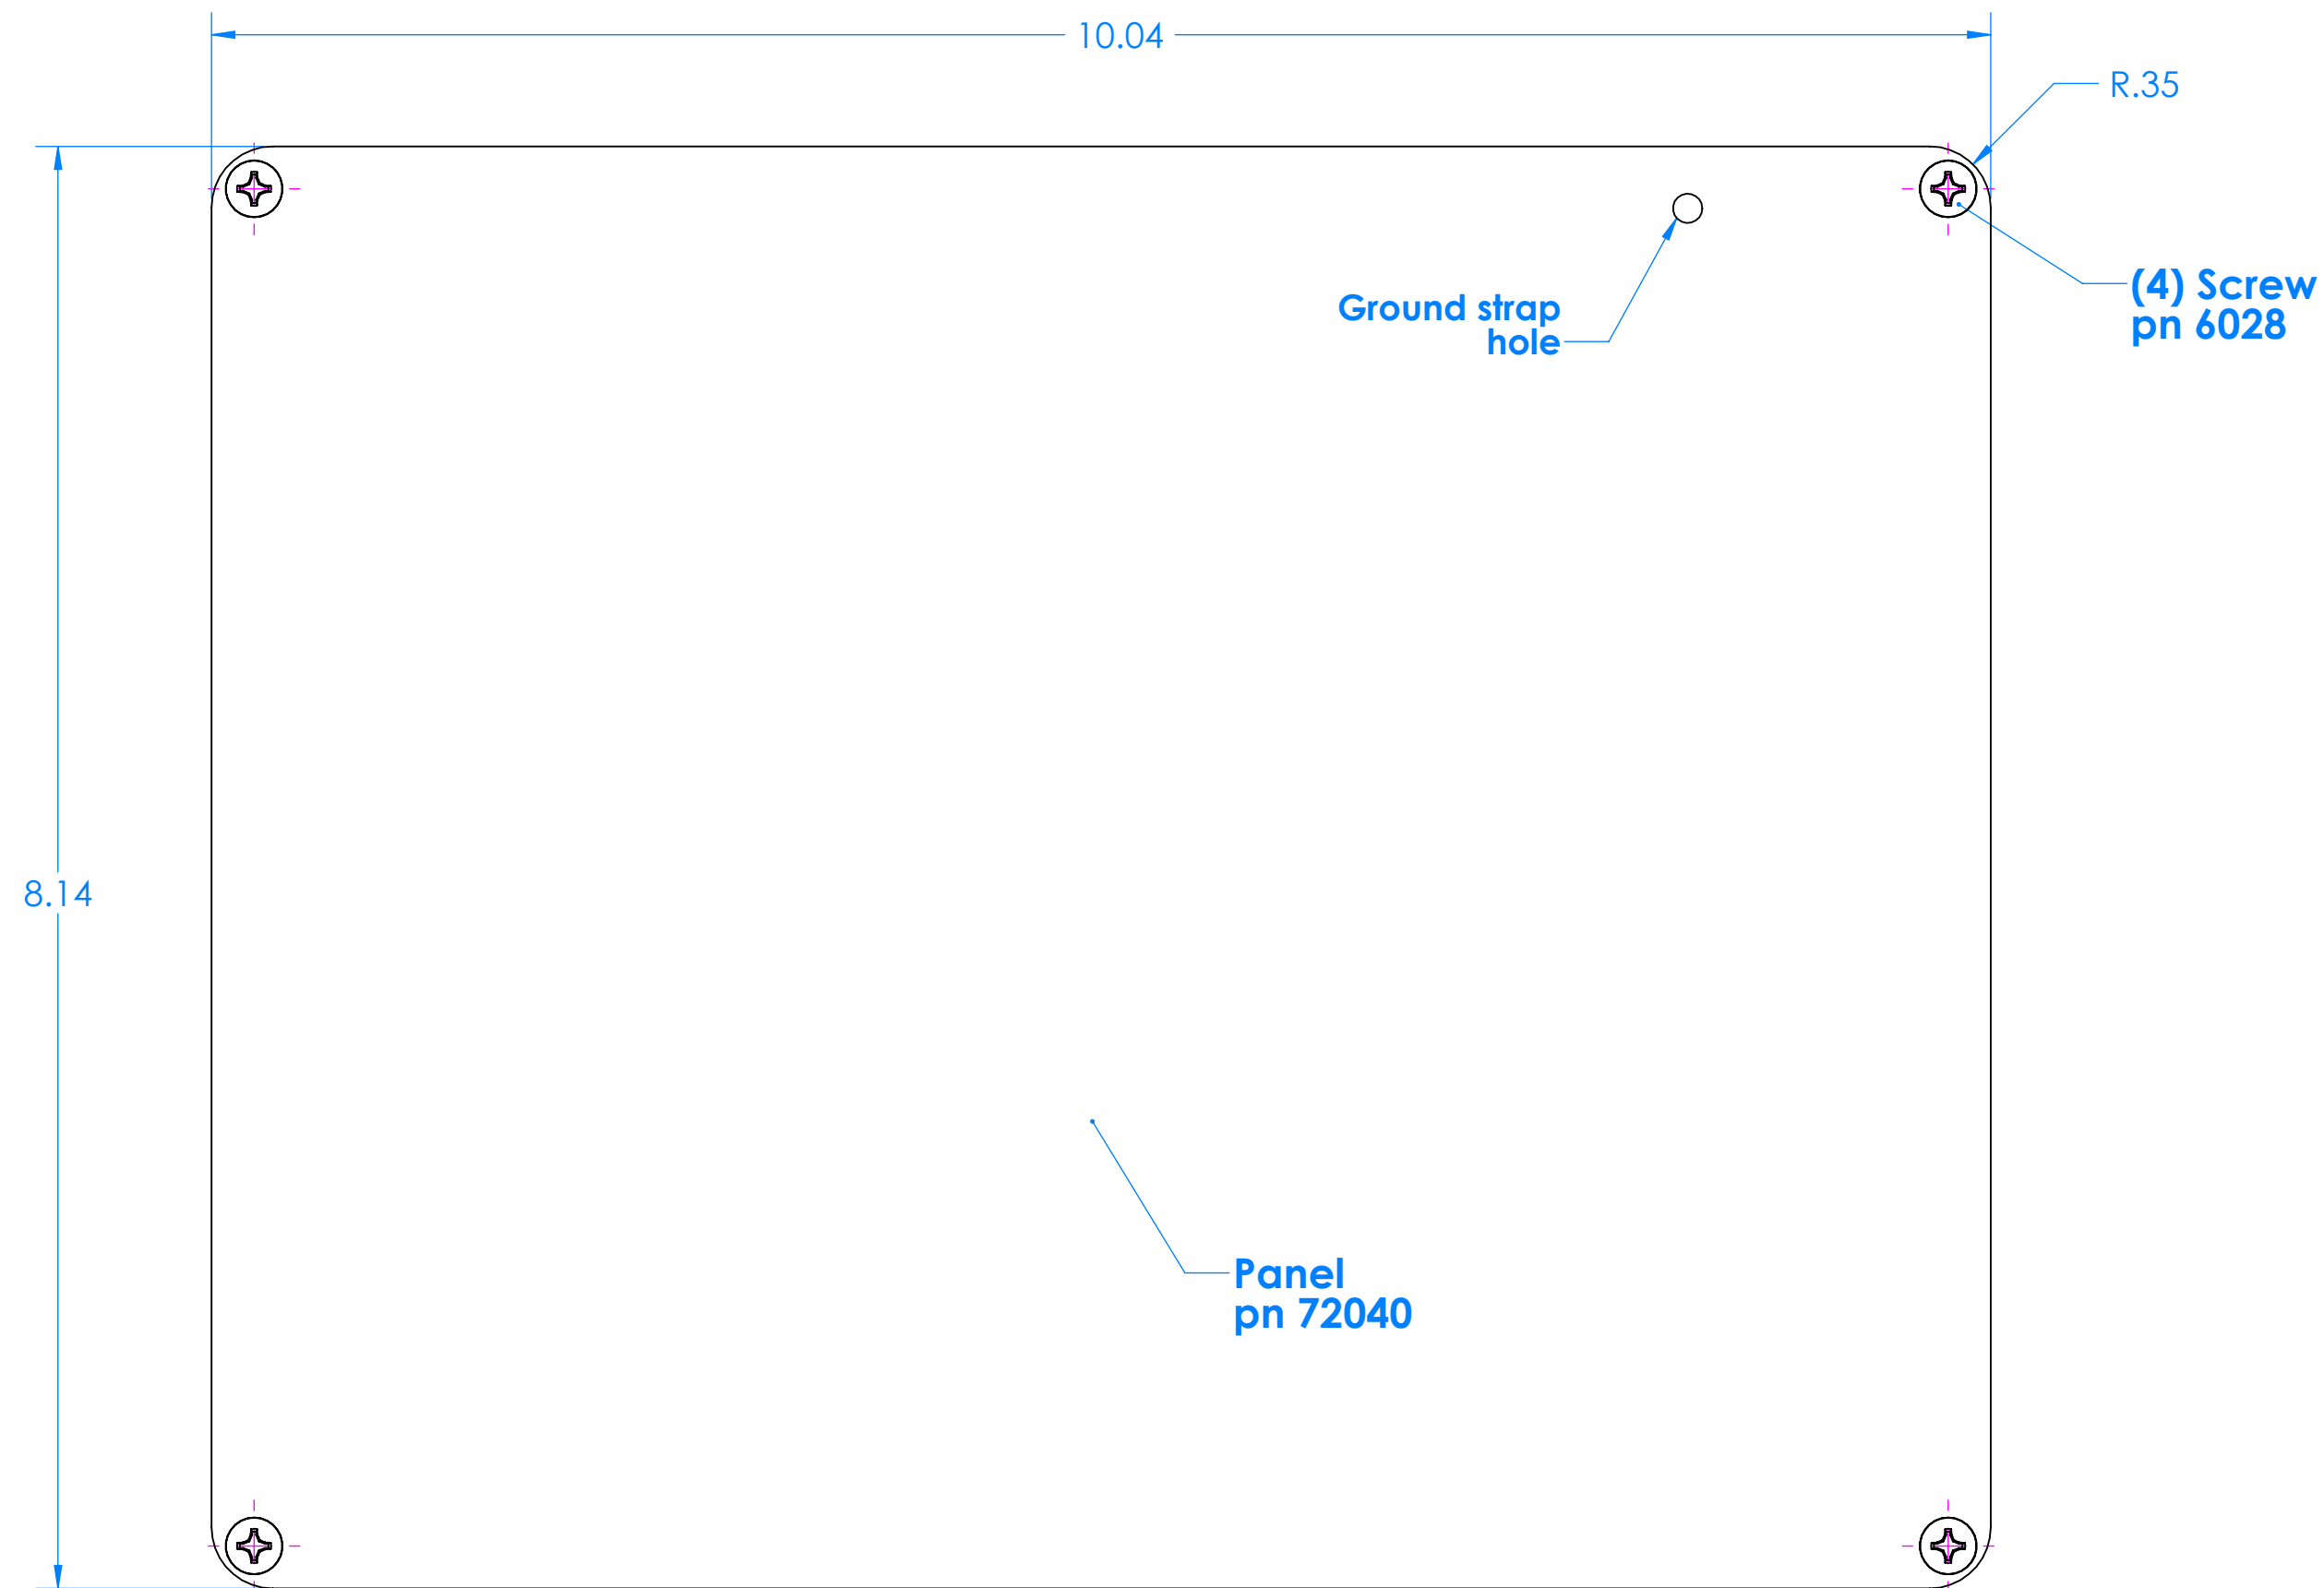 10.04
R.35
Ground strap
hole
(4) Screw
pn 6028
8.14
Panel
pn 72040